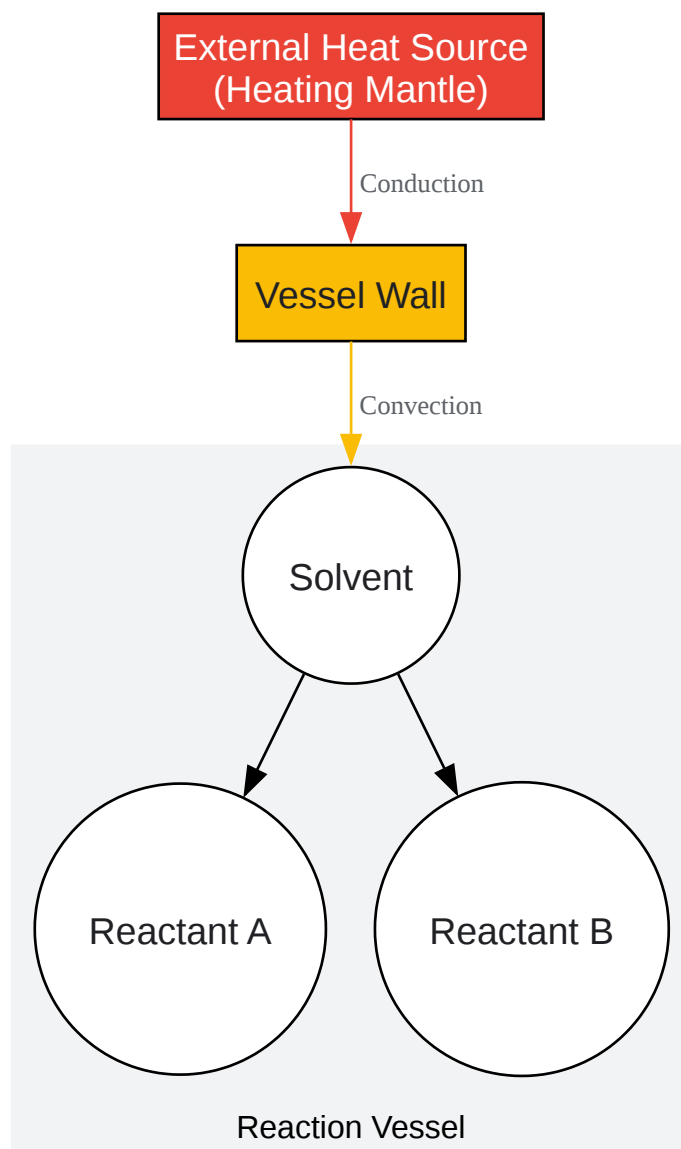 External Heat Source
(Heating Mantle)
Conduction
Vessel Wall
Convection
Solvent
Reactant A
Reactant B
Reaction Vessel